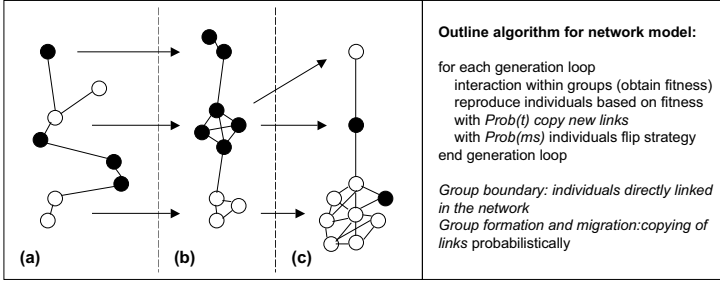 (a)
(b)
(c)
Outline algorithm for network model:
for each generation loop
interaction within groups (obtain fitness)
reproduce individuals based on fitness
with Prob(t) copy new links
with Prob(ms) individuals flip strategy
end generation loop
Group boundary: individuals directly linked
in the network
Group formation and migration:copying of
links probabilistically